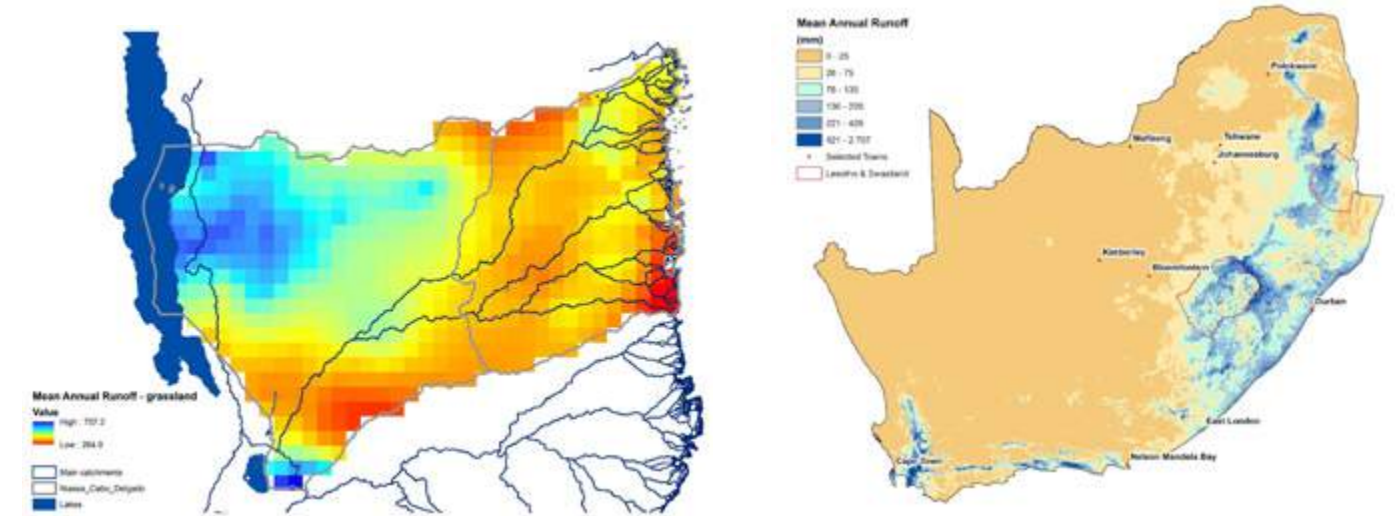 Mean Annual Runoff - grassland
Value
High : 757.2
Low : 264.9
Main catchments
Niassa_Cabo_Delgado
Lakes
Mean Annual Runoff
(mm)
0 - 25
26 - 75
76 - 135
136 - 220
221 - 420
421 - 2,707
Selected Towns
Lesotho & Swaziland
Polokwane
Mafikeng
Tshwane
Johannesburg
Kimberley
Bloemfontein
Durban
East London
Nelson Mandela Bay
Cape Town